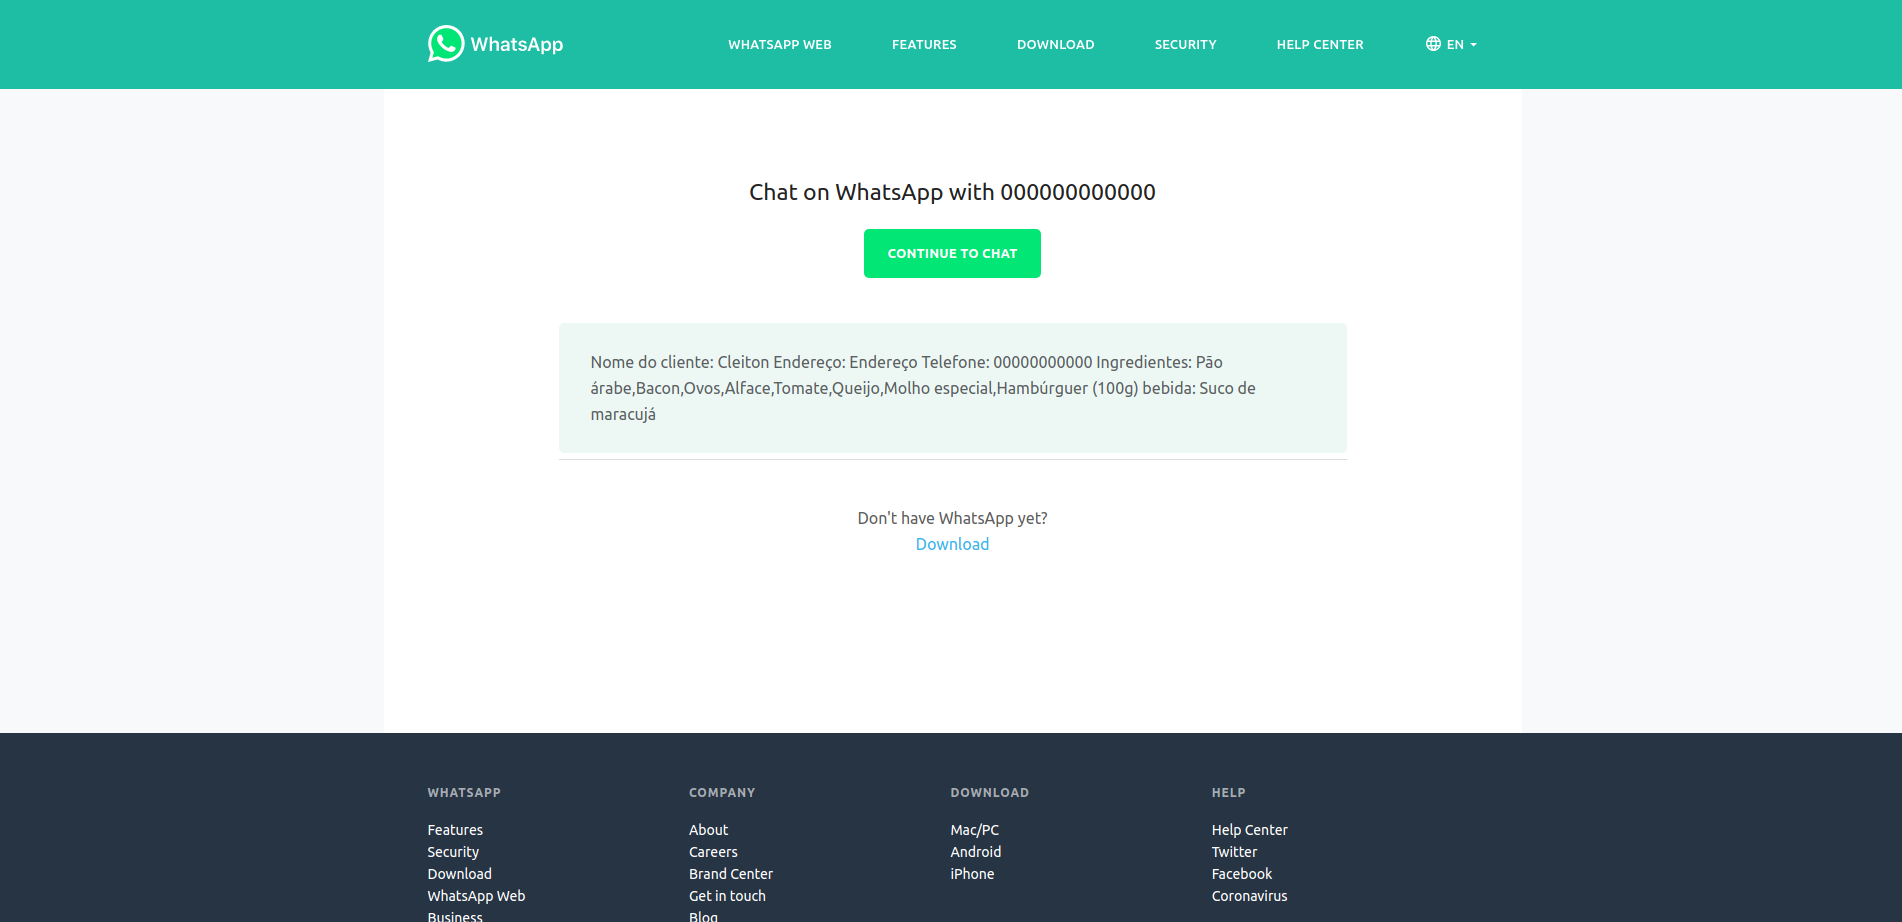 WhatsApp
WHATSAPP WEB
FEATURES
DOWNLOAD
SECURITY
HELP CENTER
EN
Chat on WhatsApp with 000000000000
CONTINUE TO CHAT
Nome do cliente: Cleiton Endereço: Endereço Telefone: 00000000000 Ingredientes: Pão
árabe,Bacon,Ovos,Alface,Tomate,Queijo,Molho especial,Hambúrguer (100g) bebida: Suco de
maracujá
Don't have WhatsApp yet?
Download
WHATSAPP
Features
Security
Download
WhatsApp Web
Business
COMPANY
About
Careers
Brand Center
Get in touch
Blog
DOWNLOAD
Mac/PC
Android
iPhone
HELP
Help Center
Twitter
Facebook
Coronavirus